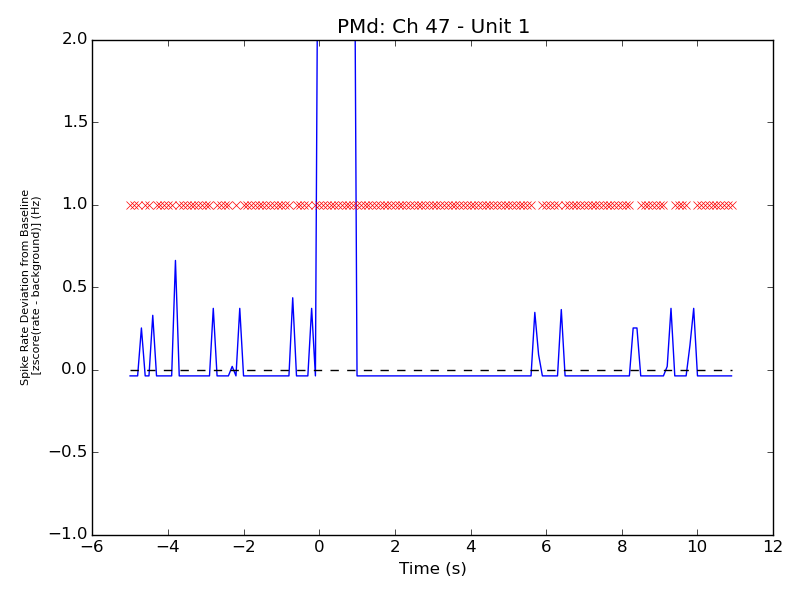 PMd: Ch 47 - Unit 1
2.0
1.5
1.0
0.5
0.0
−0.5
−1.0
Spike Rate Deviation from Baseline
[zscore(rate - background)] (Hz)
−6 −4 −2 0 2 4 6 8 10 12
Time (s)